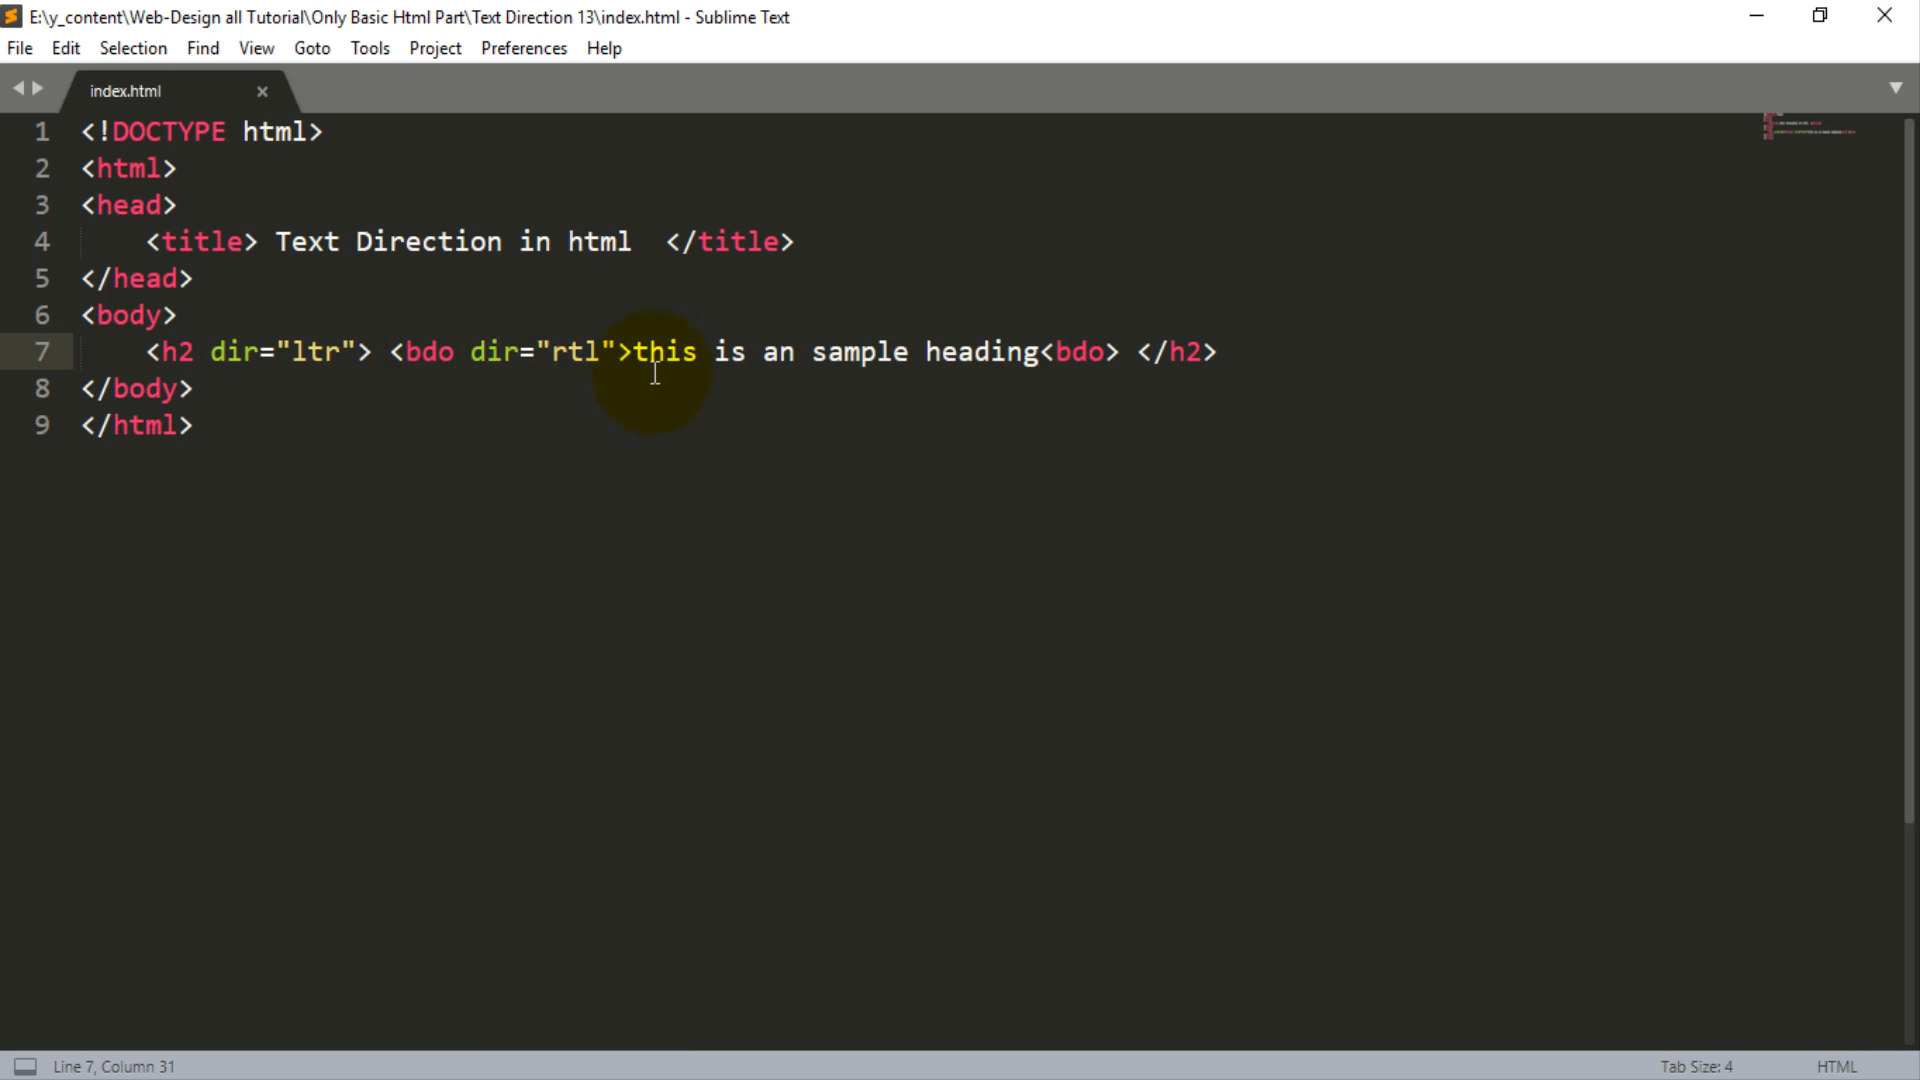 E:\y_content\Web-Design all Tutorial\Only Basic Html Part\Text Direction 13\index.html - Sublime Text
File Edit Selection Find View Goto Tools Project Preferences Help
index.html
1 <!DOCTYPE html>
2 <html>
3 <head>
4 <title> Text Direction in html  </title>
5 </head>
6 <body>
7 <h2 dir="ltr"> <bdo dir="rtl">this is an sample heading<bdo> </h2>
8 </body>
9 </html>
Line 7, Column 31 Tab Size: 4 HTML